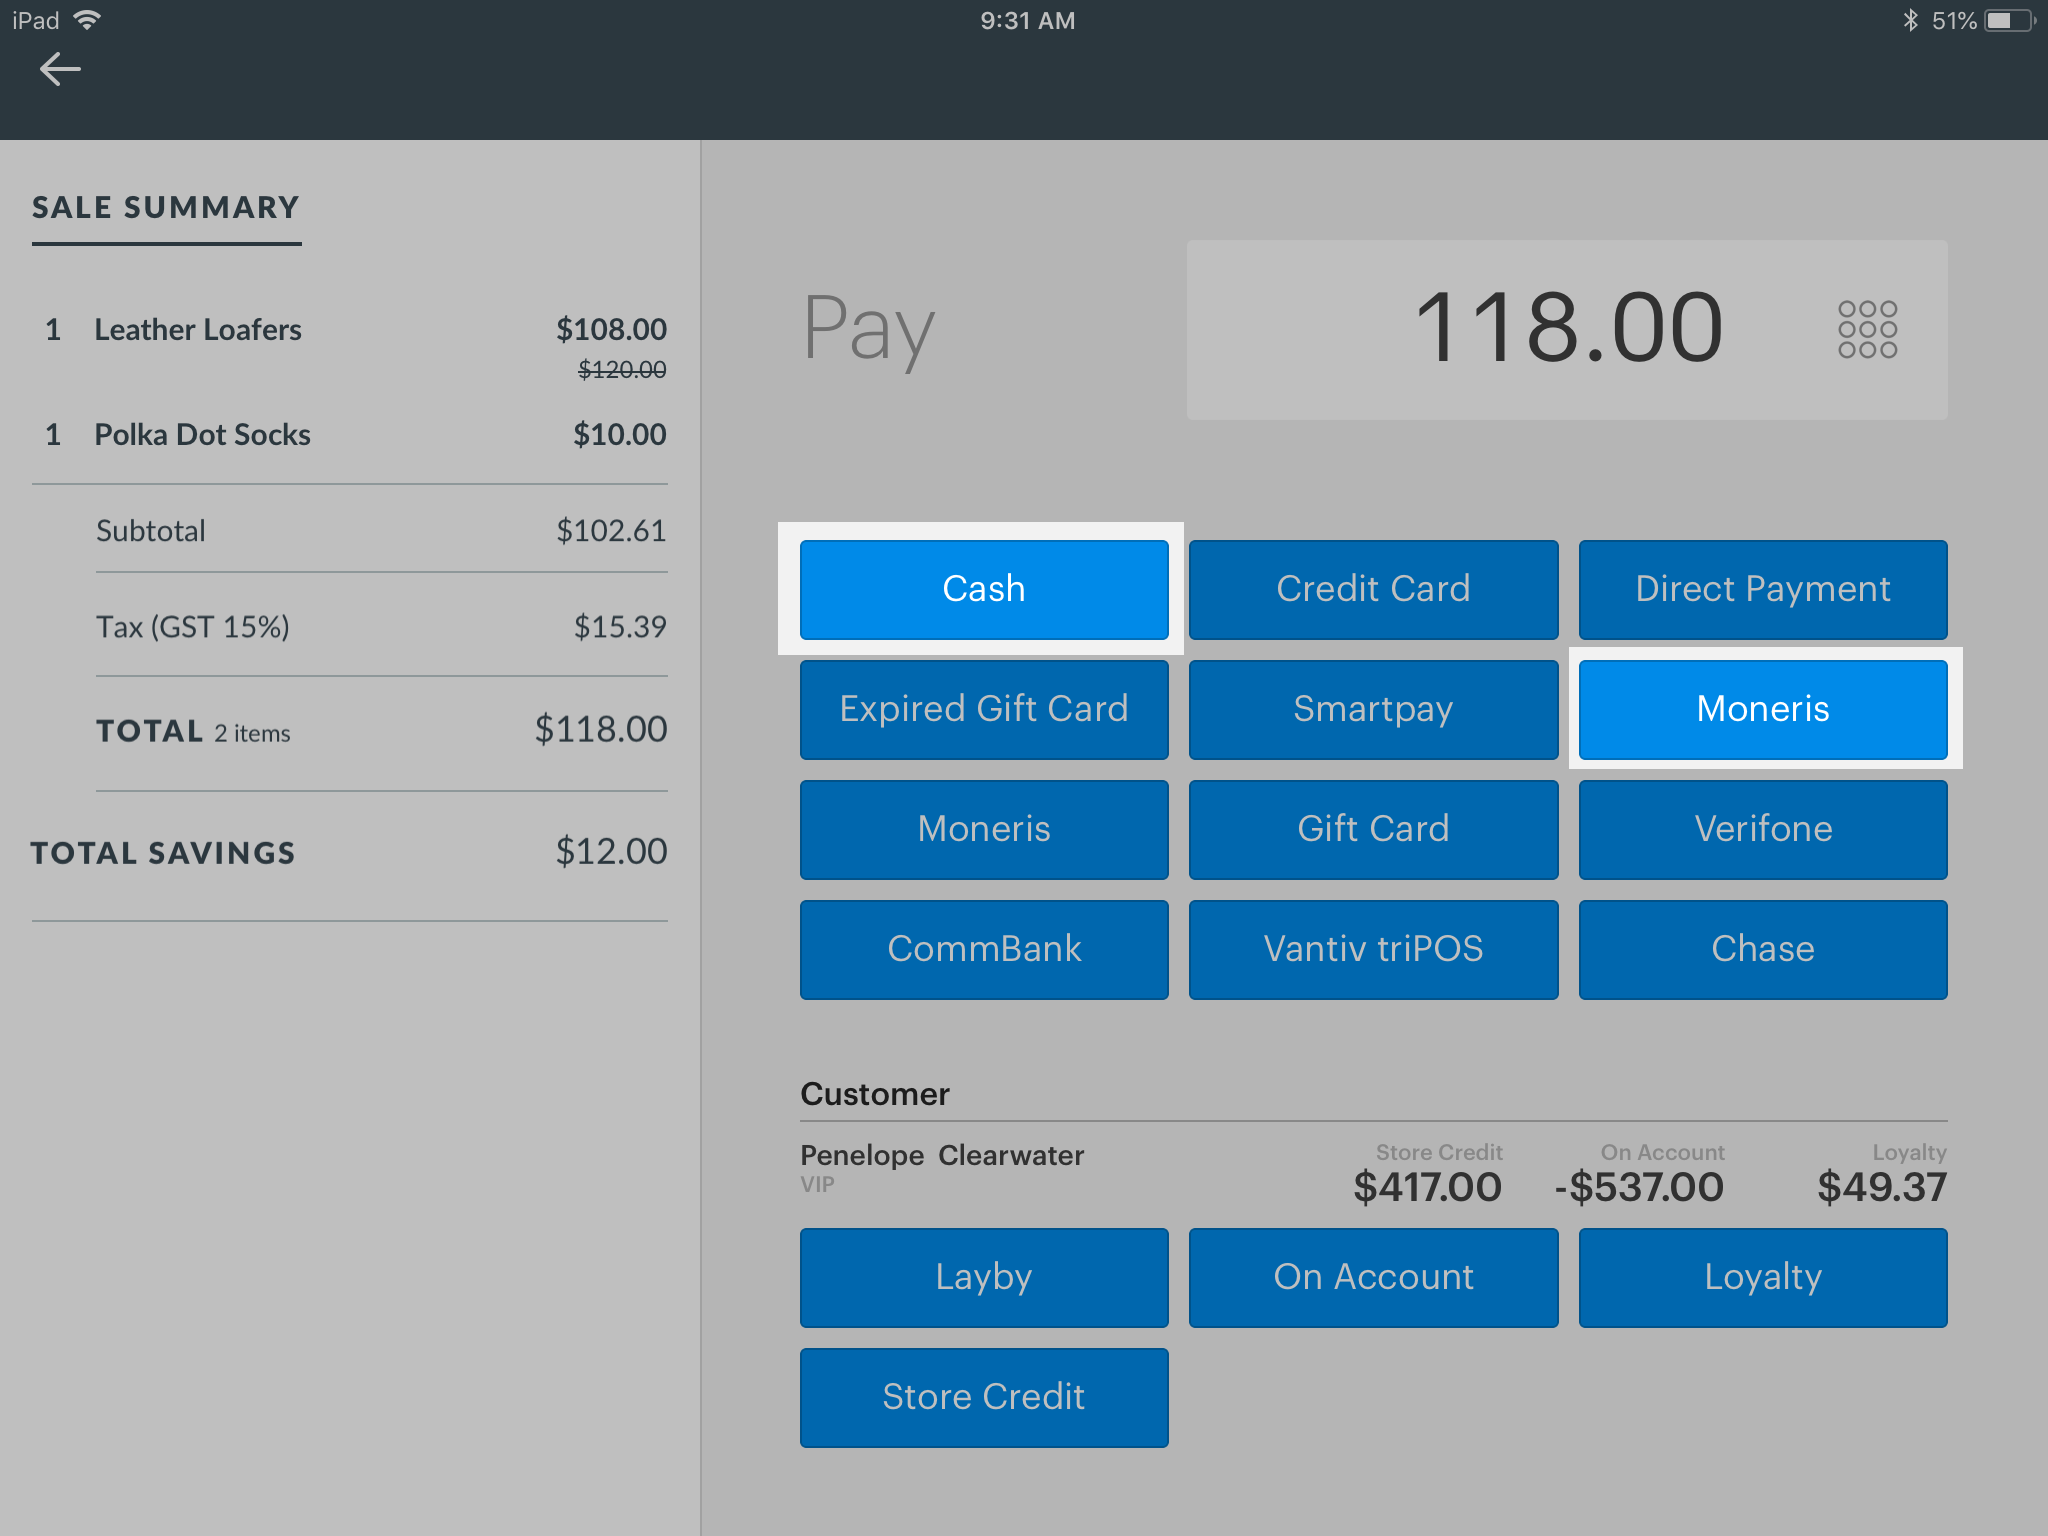 iPad 9:31 AM 51%
SALE SUMMARY
1 Leather Loafers $108.00
$120.00
1 Polka Dot Socks $10.00
Subtotal $102.61
Tax (GST 15%) $15.39
TOTAL 2 items $118.00
TOTAL SAVINGS $12.00
Pay 118.00
Cash Credit Card Direct Payment
Expired Gift Card Smartpay Moneris
Moneris Gift Card Verifone
CommBank Vantiv triPOS Chase
Customer
Penelope Clearwater Store Credit On Account Loyalty
VIP $417.00 -$537.00 $49.37
Layby On Account Loyalty
Store Credit